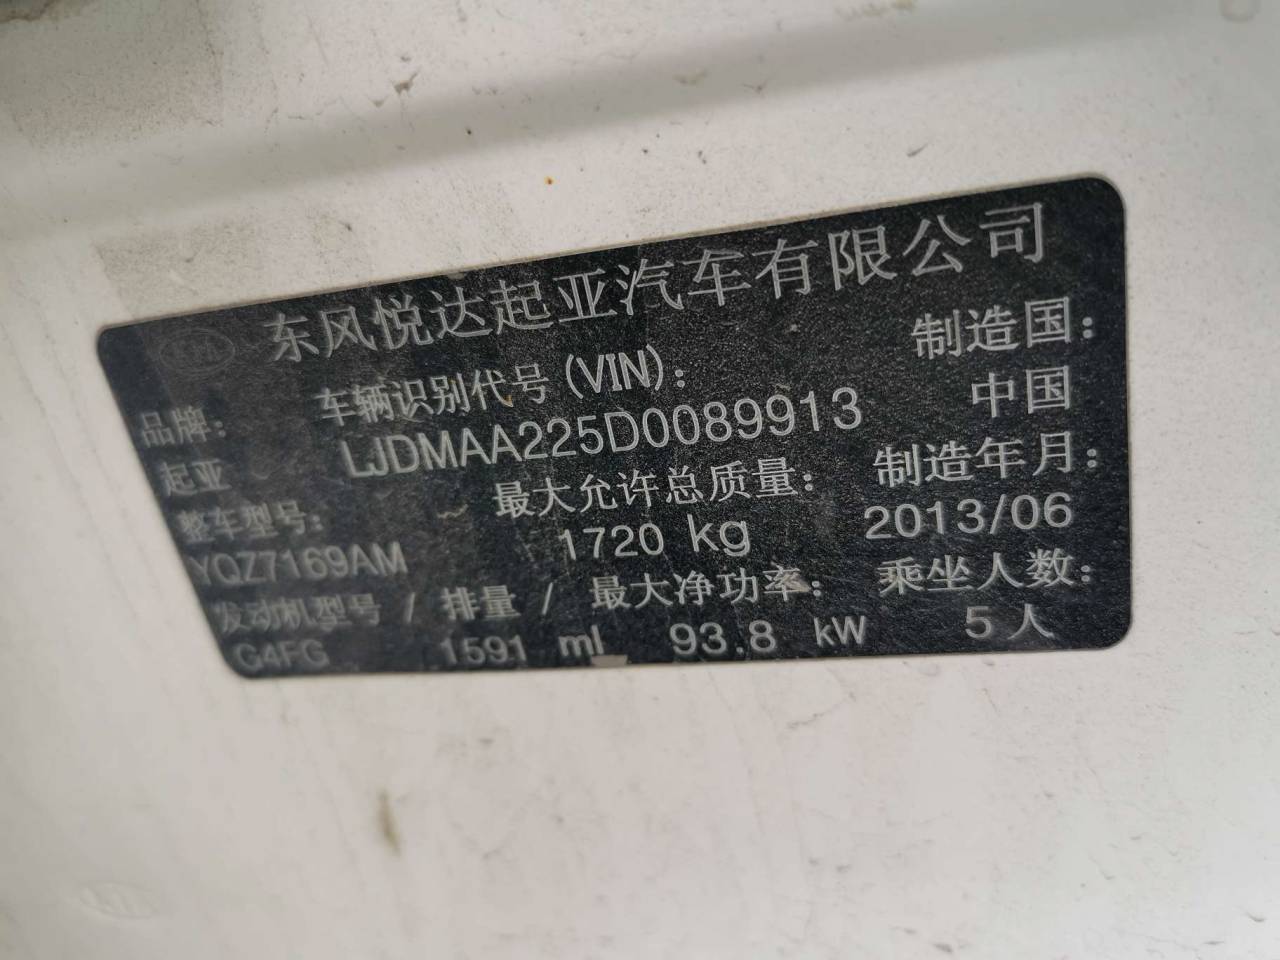 KIA 东风悦达起亚汽车有限公司
品牌： 车辆识别代号(VIN)： 制造国：
起亚 LJDMAA225D0089913 中国
整车型号： 最大允许总质量： 制造年月：
YQZ7169AM 1720 kg 2013/06
发动机型号 / 排量 / 最大净功率： 乘坐人数：
G4FG 1591 ml 93.8 kW 5 人